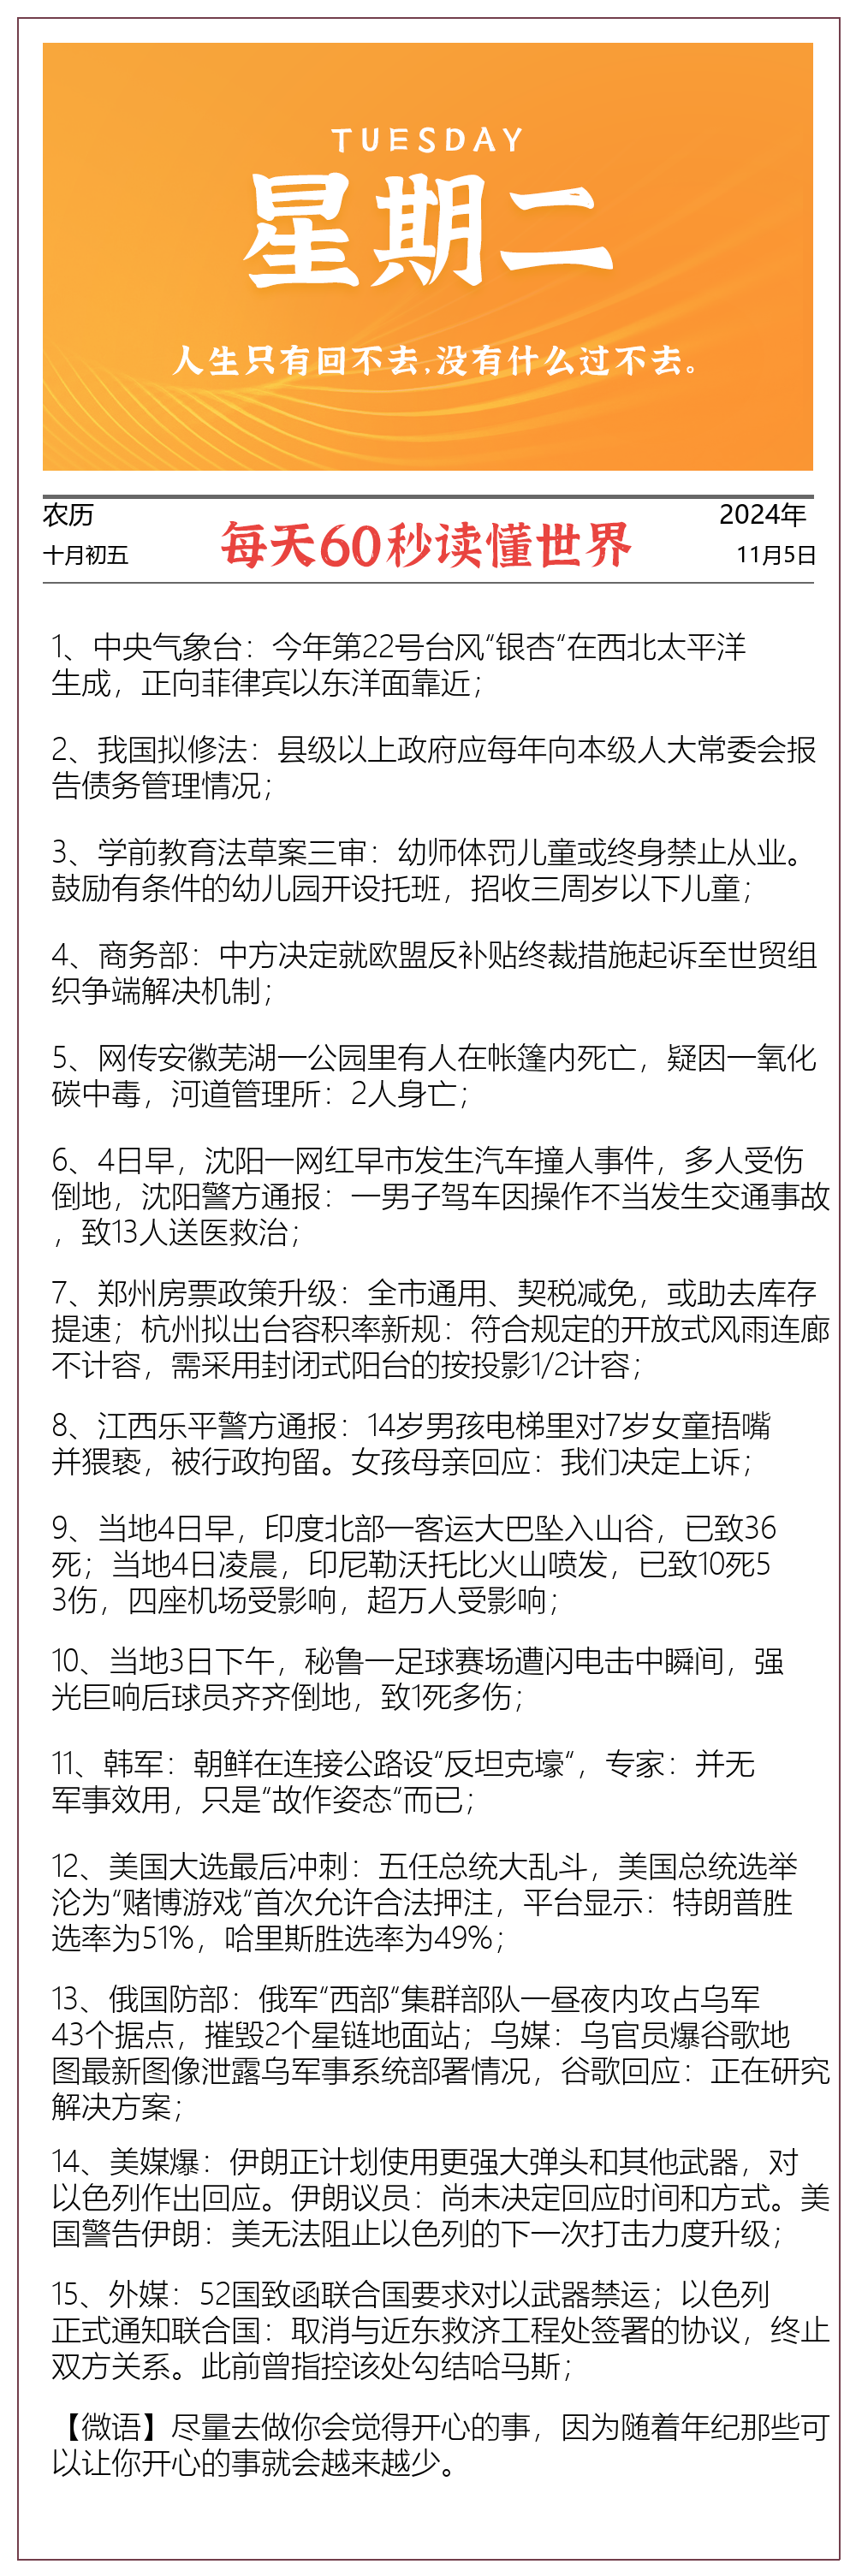 TUESDAY
星期二
人生只有回不去,没有什么过不去。
农历
2024年
每天60秒读懂世界
十月初五
11月5日
1、中央气象台：今年第22号台风“银杏“在西北太平洋
生成，正向菲律宾以东洋面靠近；
2、我国拟修法：县级以上政府应每年向本级人大常委会报
告债务管理情况；
3、学前教育法草案三审：幼师体罚儿童或终身禁止从业。
鼓励有条件的幼儿园开设托班，招收三周岁以下儿童；
4、商务部：中方决定就欧盟反补贴终裁措施起诉至世贸组
织争端解决机制；
5、网传安徽芜湖一公园里有人在帐篷内死亡，疑因一氧化
碳中毒，河道管理所：2人身亡；
6、4日早，沈阳一网红早市发生汽车撞人事件，多人受伤
倒地，沈阳警方通报：一男子驾车因操作不当发生交通事故
，致13人送医救治；
7、郑州房票政策升级：全市通用、契税减免，或助去库存
提速；杭州拟出台容积率新规：符合规定的开放式风雨连廊
不计容，需采用封闭式阳台的按投影1/2计容；
8、江西乐平警方通报：14岁男孩电梯里对7岁女童捂嘴
并猥亵，被行政拘留。女孩母亲回应：我们决定上诉；
9、当地4日早，印度北部一客运大巴坠入山谷，已致36
死；当地4日凌晨，印尼勒沃托比火山喷发，已致10死5
3伤，四座机场受影响，超万人受影响；
10、当地3日下午，秘鲁一足球赛场遭闪电击中瞬间，强
光巨响后球员齐齐倒地，致1死多伤；
11、韩军：朝鲜在连接公路设“反坦克壕“，专家：并无
军事效用，只是“故作姿态“而已；
12、美国大选最后冲刺：五任总统大乱斗，美国总统选举
沦为“赌博游戏“首次允许合法押注，平台显示：特朗普胜
选率为51%，哈里斯胜选率为49%；
13、俄国防部：俄军“西部“集群部队一昼夜内攻占乌军
43个据点，摧毁2个星链地面站；乌媒：乌官员爆谷歌地
图最新图像泄露乌军事系统部署情况，谷歌回应：正在研究
解决方案；
14、美媒爆：伊朗正计划使用更强大弹头和其他武器，对
以色列作出回应。伊朗议员：尚未决定回应时间和方式。美
国警告伊朗：美无法阻止以色列的下一次打击力度升级；
15、外媒：52国致函联合国要求对以武器禁运；以色列
正式通知联合国：取消与近东救济工程处签署的协议，终止
双方关系。此前曾指控该处勾结哈马斯；
【微语】尽量去做你会觉得开心的事，因为随着年纪那些可
以让你开心的事就会越来越少。